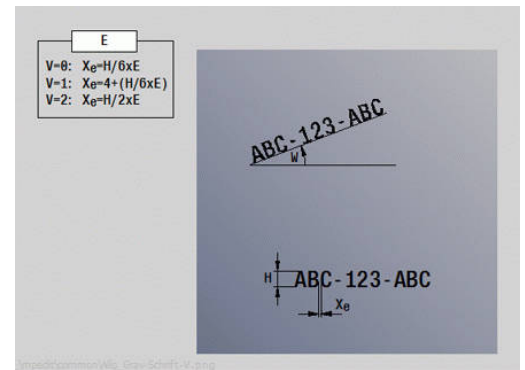 E
V=0: Xe=H/6xE
V=1: Xe=4+(H/6xE)
V=2: Xe=H/2xE
ABC-123-ABC
W
H
ABC-123-ABC
Xe